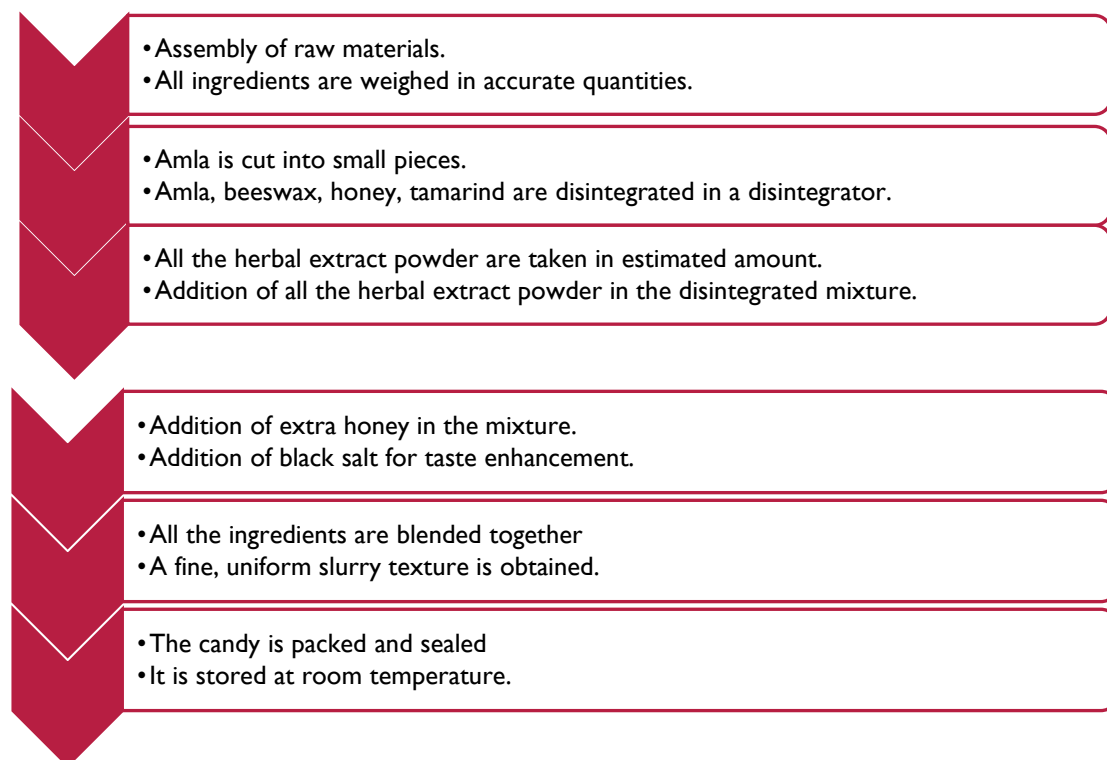 •Assembly of raw materials.
•All ingredients are weighed in accurate quantities.
•Amla is cut into small pieces.
•Amla, beeswax, honey, tamarind are disintegrated in a disintegrator.
•All the herbal extract powder are taken in estimated amount.
•Addition of all the herbal extract powder in the disintegrated mixture.
•Addition of extra honey in the mixture.
•Addition of black salt for taste enhancement.
•All the ingredients are blended together
•A fine, uniform slurry texture is obtained.
•The candy is packed and sealed
•It is stored at room temperature.